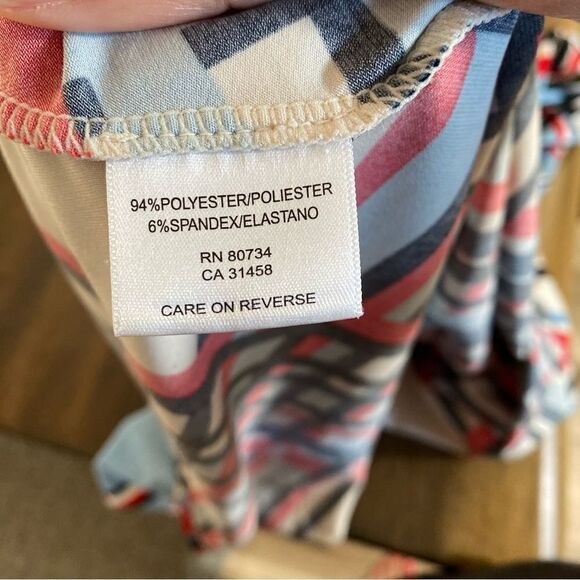 94%POLYESTER/POLIESTER
6%SPANDEX/ELASTANO
RN 80734
CA 31458
CARE ON REVERSE